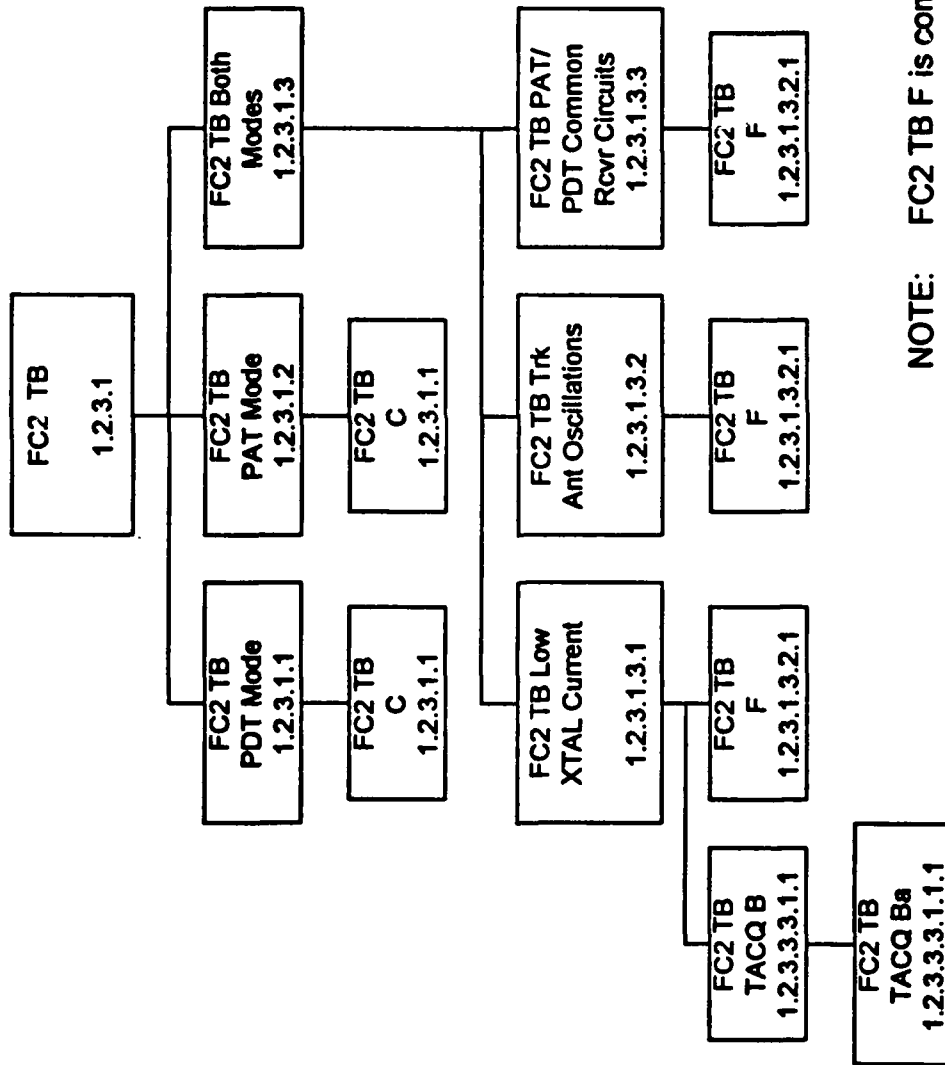 FC2 TB
1.2.3.1
FC2 TB
PDT Mode
1.2.3.1.1
FC2 TB
PAT Mode
1.2.3.1.2
FC2 TB Both
Modes
1.2.3.1.3
FC2 TB
C
1.2.3.1.1
FC2 TB
C
1.2.3.1.1
FC2 TB Low
XTAL Current
1.2.3.1.3.1
FC2 TB Trk
Ant Oscillations
1.2.3.1.3.2
FC2 TB PAT/
PDT Common
Rcvr Circuits
1.2.3.1.3.3
FC2 TB
TACQ B
1.2.3.3.3.1.1
FC2 TB
F
1.2.3.1.3.2.1
FC2 TB
F
1.2.3.1.3.2.1
FC2 TB
F
1.2.3.1.3.2.1
FC2 TB
TACQ Ba
1.2.3.3.3.1.1.1
NOTE: FC2 TB F is com